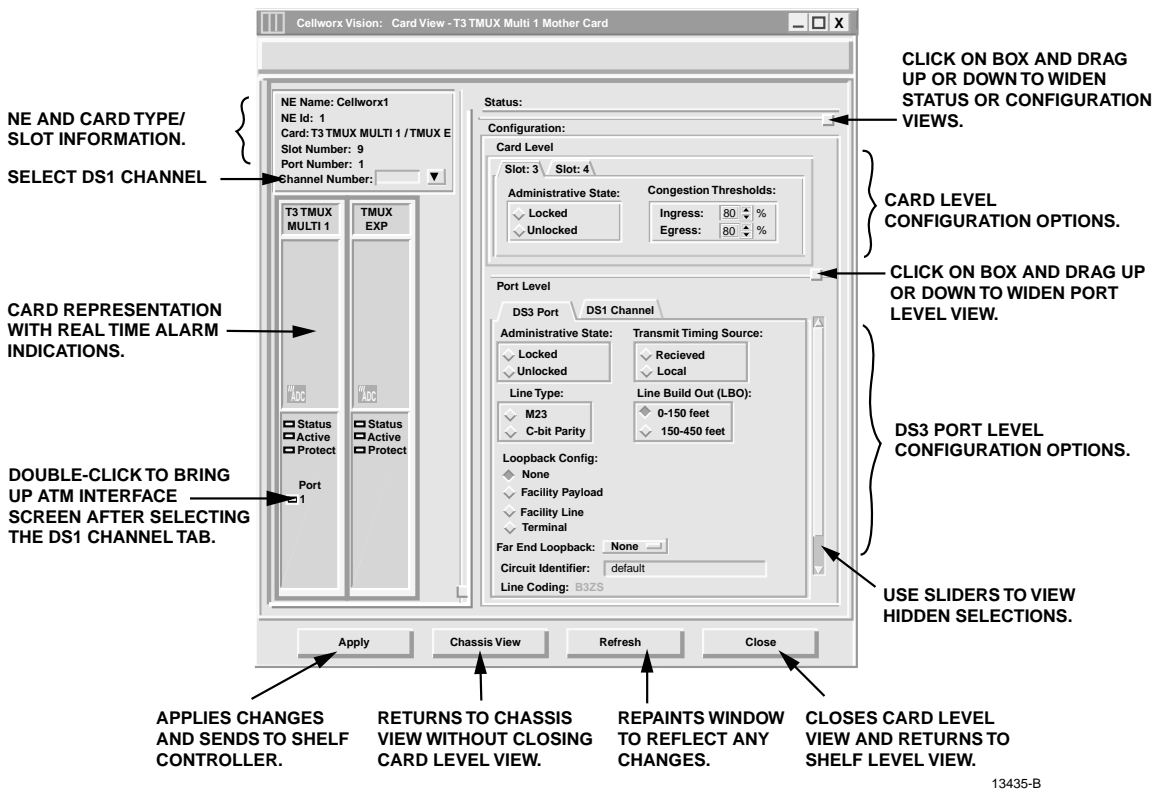 Cellworx Vision: Card View - T3 TMUX Multi 1 Mother Card
X
NE AND CARD TYPE/
SLOT INFORMATION.
SELECT DS1 CHANNEL
CARD REPRESENTATION
WITH REAL TIME ALARM
INDICATIONS.
DOUBLE-CLICK TO BRING
UP ATM INTERFACE
SCREEN AFTER SELECTING
THE DS1 CHANNEL TAB.
NE Name: Cellworx1
NE Id: 1
Card: T3 TMUX MULTI 1 / TMUX E
Slot Number: 9
Port Number: 1
Channel Number:
T3 TMUX
MULTI 1
TMUX
EXP
ADC
ADC
Status
Active
Protect
Status
Active
Protect
Port
1
Status:
Configuration:
Card Level
Slot: 3
Slot: 4
Administrative State:
Locked
Unlocked
Congestion Thresholds:
Ingress: 80 %
Egress: 80 %
Port Level
DS3 Port
DS1 Channel
Administrative State:
Locked
Unlocked
Transmit Timing Source:
Recieved
Local
Line Type:
M23
C-bit Parity
Line Build Out (LBO):
0-150 feet
150-450 feet
Loopback Config:
None
Facility Payload
Facility Line
Terminal
Far End Loopback: None
Circuit Identifier: default
Line Coding: B3ZS
CLICK ON BOX AND DRAG
UP OR DOWN TO WIDEN
STATUS OR CONFIGURATION
VIEWS.
CARD LEVEL
CONFIGURATION OPTIONS.
CLICK ON BOX AND DRAG UP
OR DOWN TO WIDEN PORT
LEVEL VIEW.
DS3 PORT LEVEL
CONFIGURATION OPTIONS.
USE SLIDERS TO VIEW
HIDDEN SELECTIONS.
Apply
Chassis View
Refresh
Close
APPLIES CHANGES
AND SENDS TO SHELF
CONTROLLER.
RETURNS TO CHASSIS
VIEW WITHOUT CLOSING
CARD LEVEL VIEW.
REPAINTS WINDOW
TO REFLECT ANY
CHANGES.
CLOSES CARD LEVEL
VIEW AND RETURNS TO
SHELF LEVEL VIEW.
13435-B